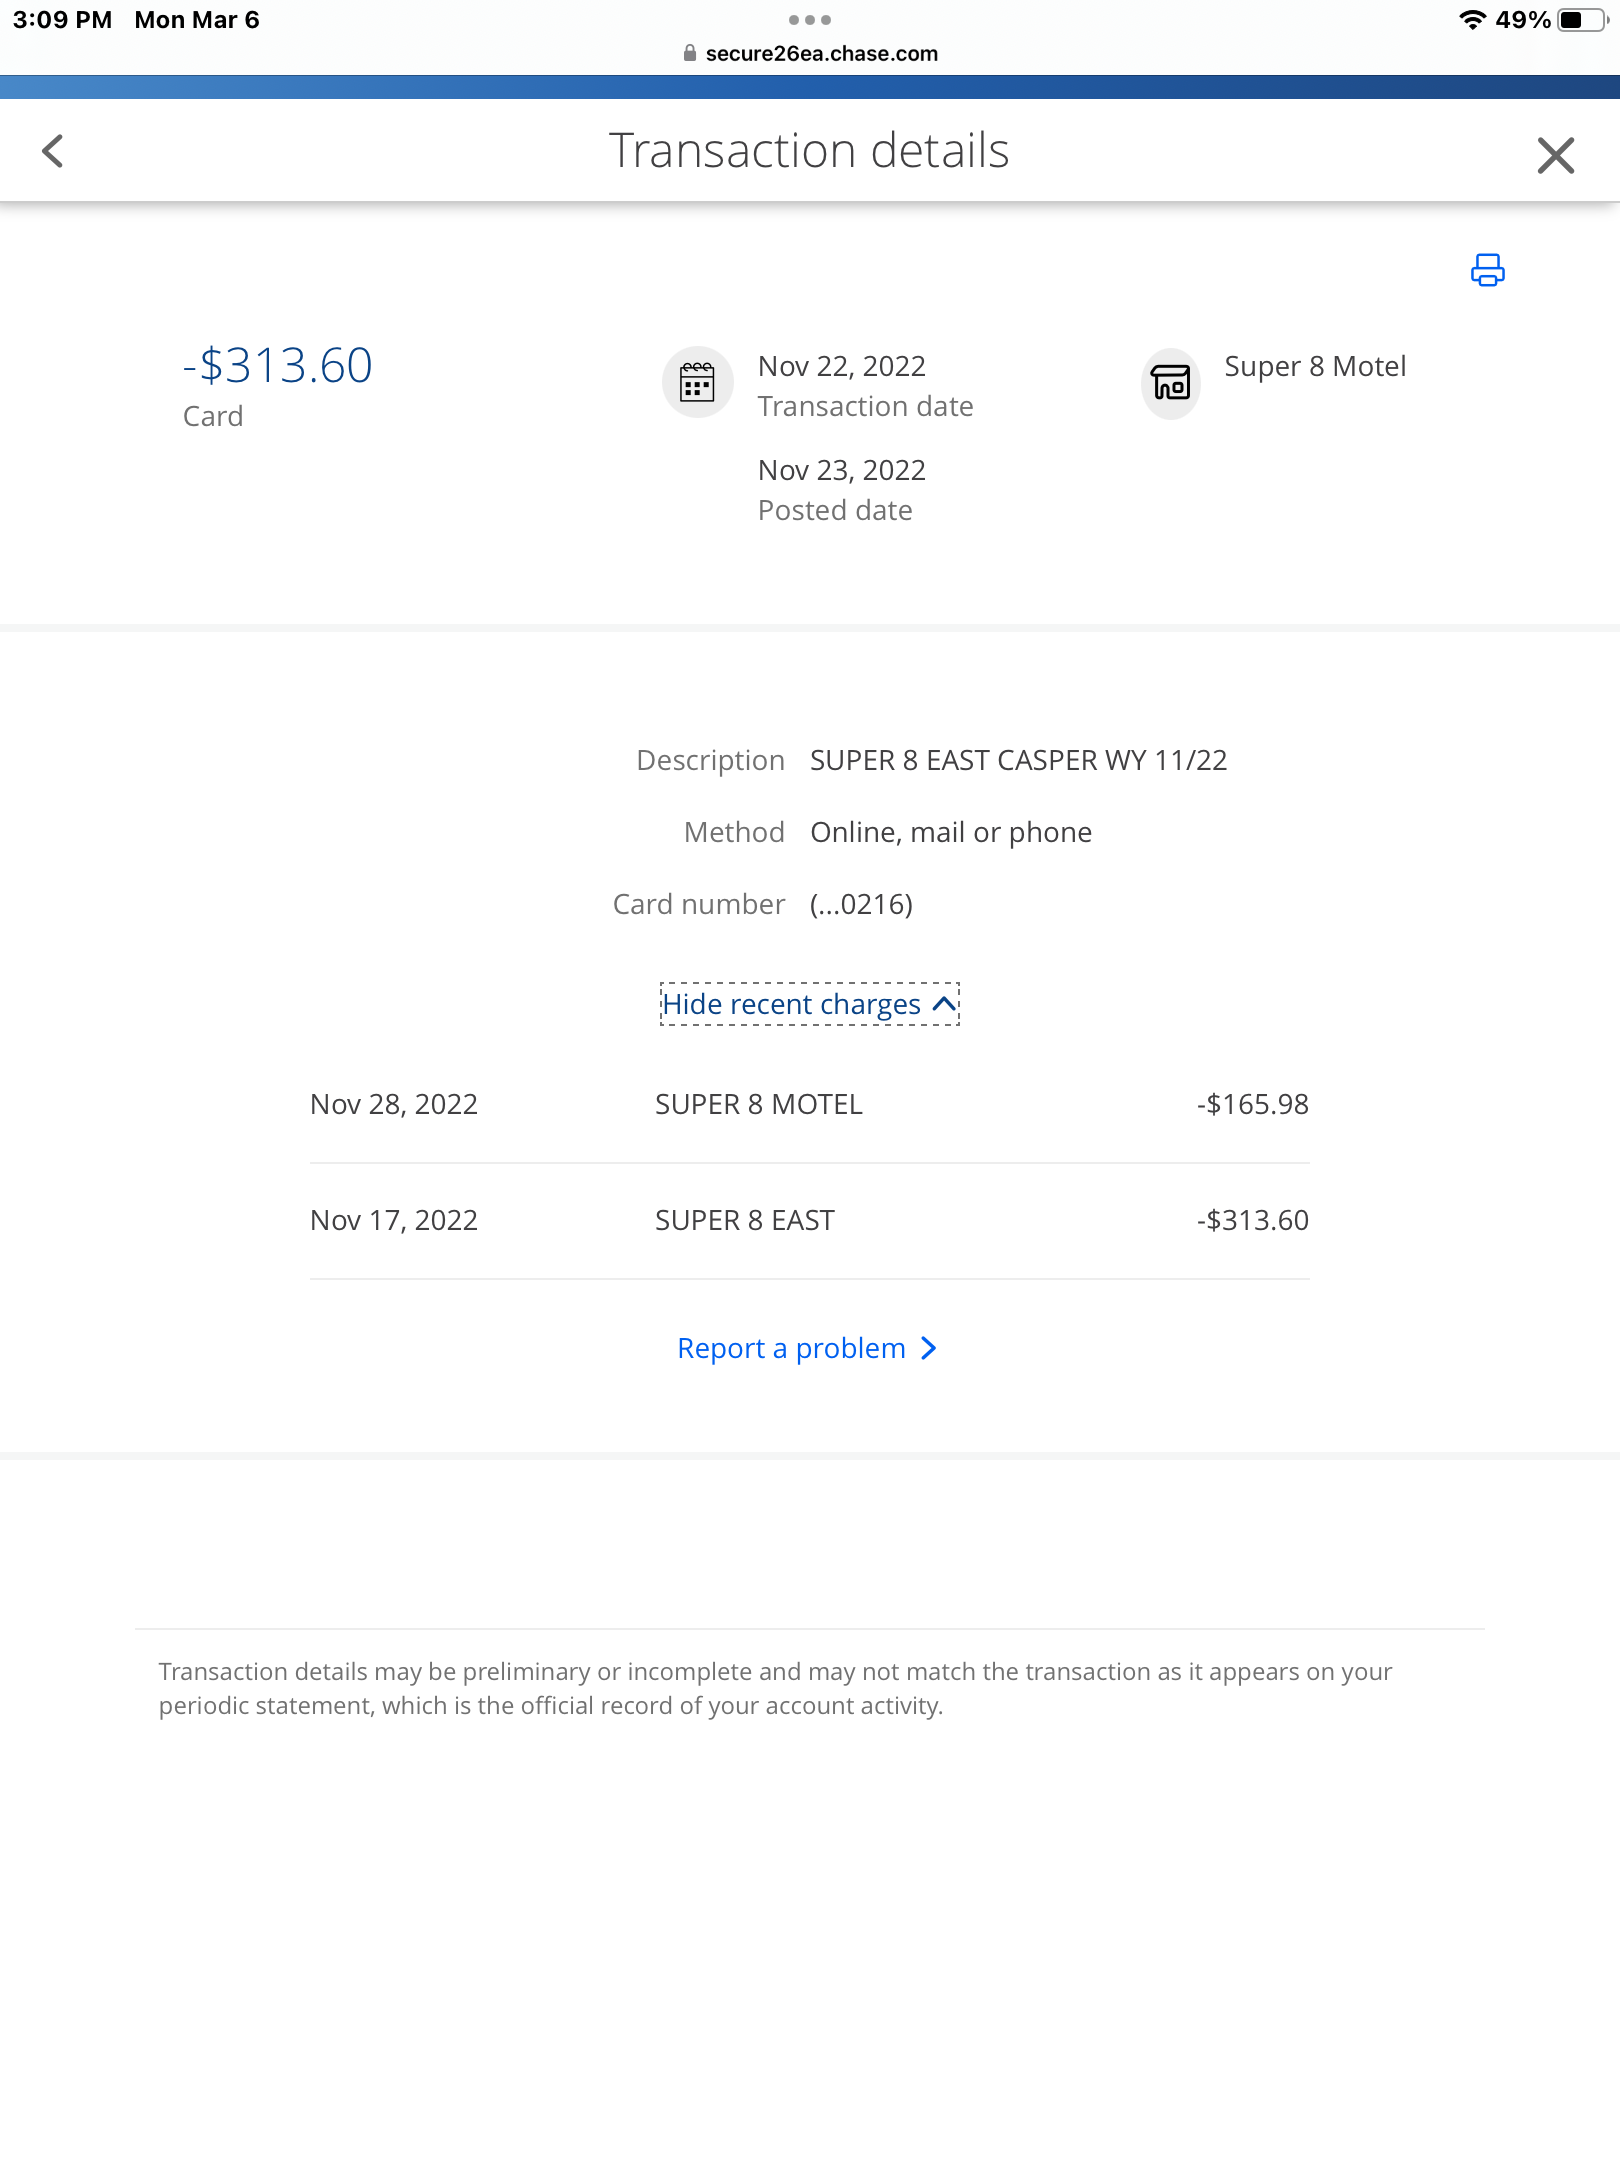 3:09 PM Mon Mar 6
49%
secure26ea.chase.com
Transaction details
-$313.60
Card
Nov 22, 2022
Transaction date
Nov 23, 2022
Posted date
Super 8 Motel
Description SUPER 8 EAST CASPER WY 11/22
Method Online, mail or phone
Card number (...0216)
Hide recent charges
Nov 28, 2022 SUPER 8 MOTEL -$165.98
Nov 17, 2022 SUPER 8 EAST -$313.60
Report a problem
Transaction details may be preliminary or incomplete and may not match the transaction as it appears on your
periodic statement, which is the official record of your account activity.